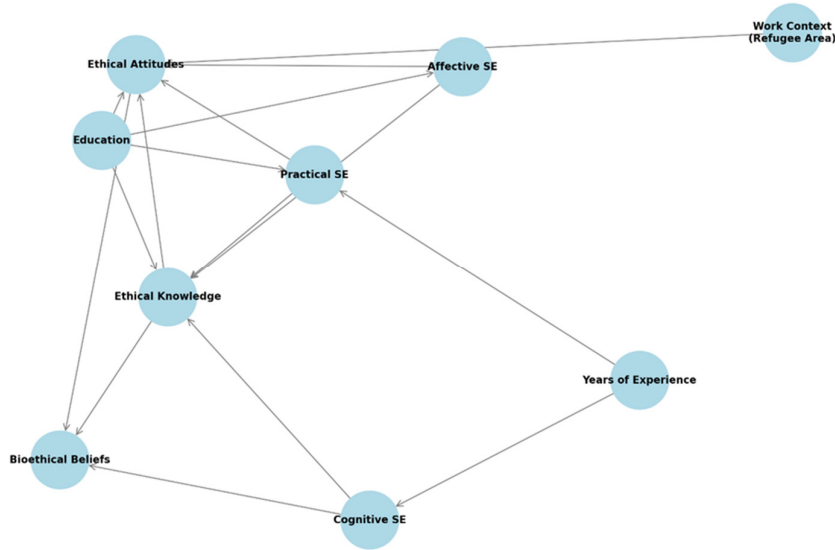 Work Context
(Refugee Area)
Ethical Attitudes
Affective SE
Education
Practical SE
Ethical Knowledge
Years of Experience
Bioethical Beliefs
Cognitive SE